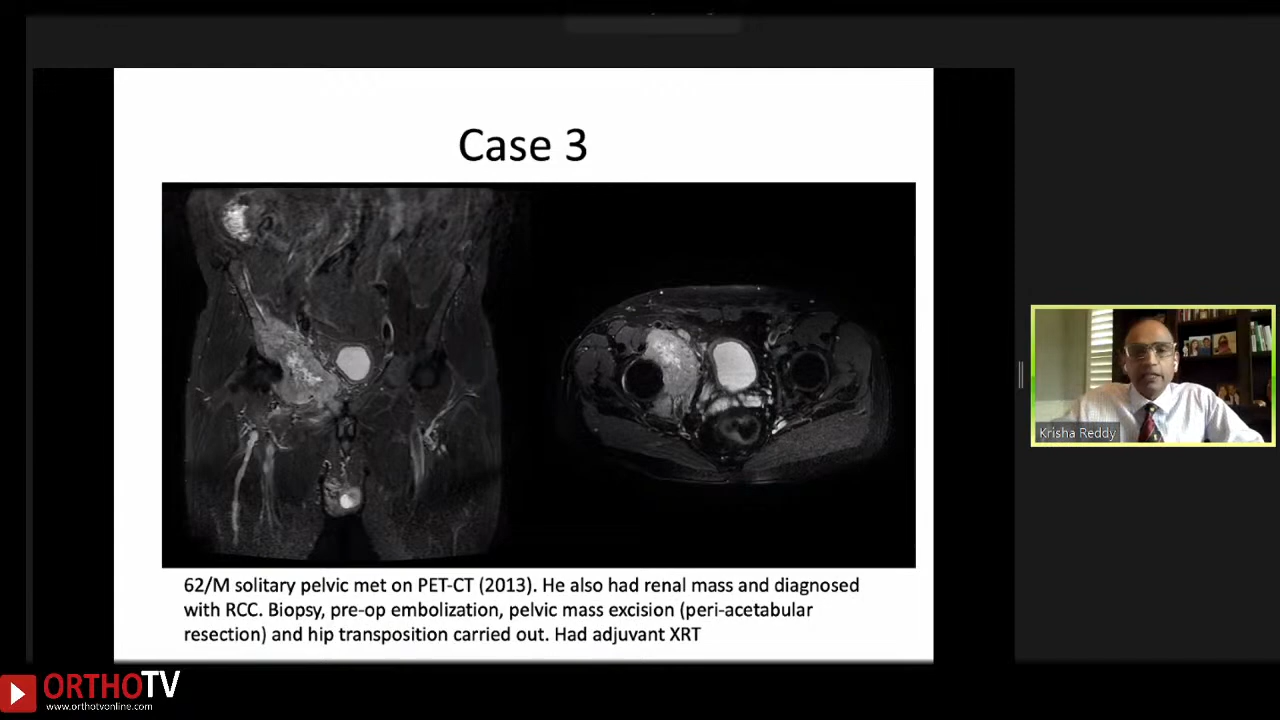 Case 3
62/M solitary pelvic met on PET-CT (2013). He also had renal mass and diagnosed
with RCC. Biopsy, pre-op embolization, pelvic mass excision (peri-acetabular
resection) and hip transposition carried out. Had adjuvant XRT
Krisha Reddy
ORTHOTV
www.orthotvonline.com